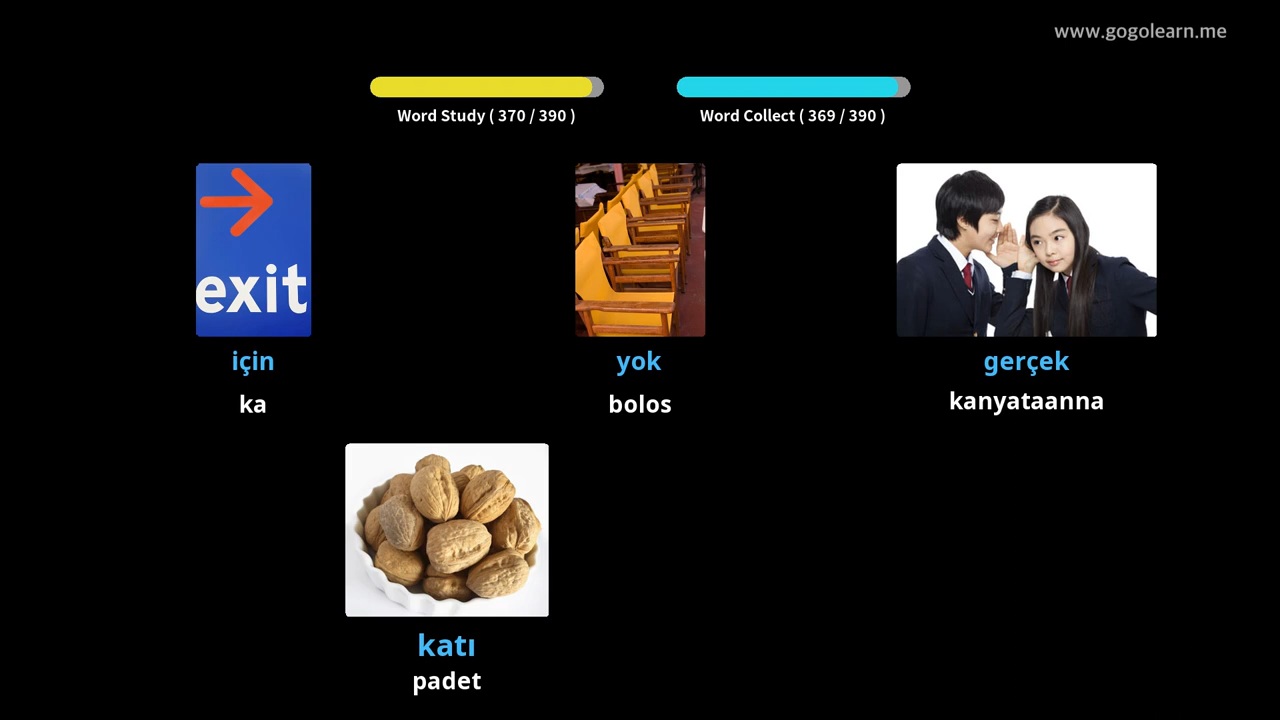 www.gogolearn.me
Word Study ( 370 / 390 )
Word Collect ( 369 / 390 )
exit
için
yok
gerçek
ka
bolos
kanyataanna
katı
padet